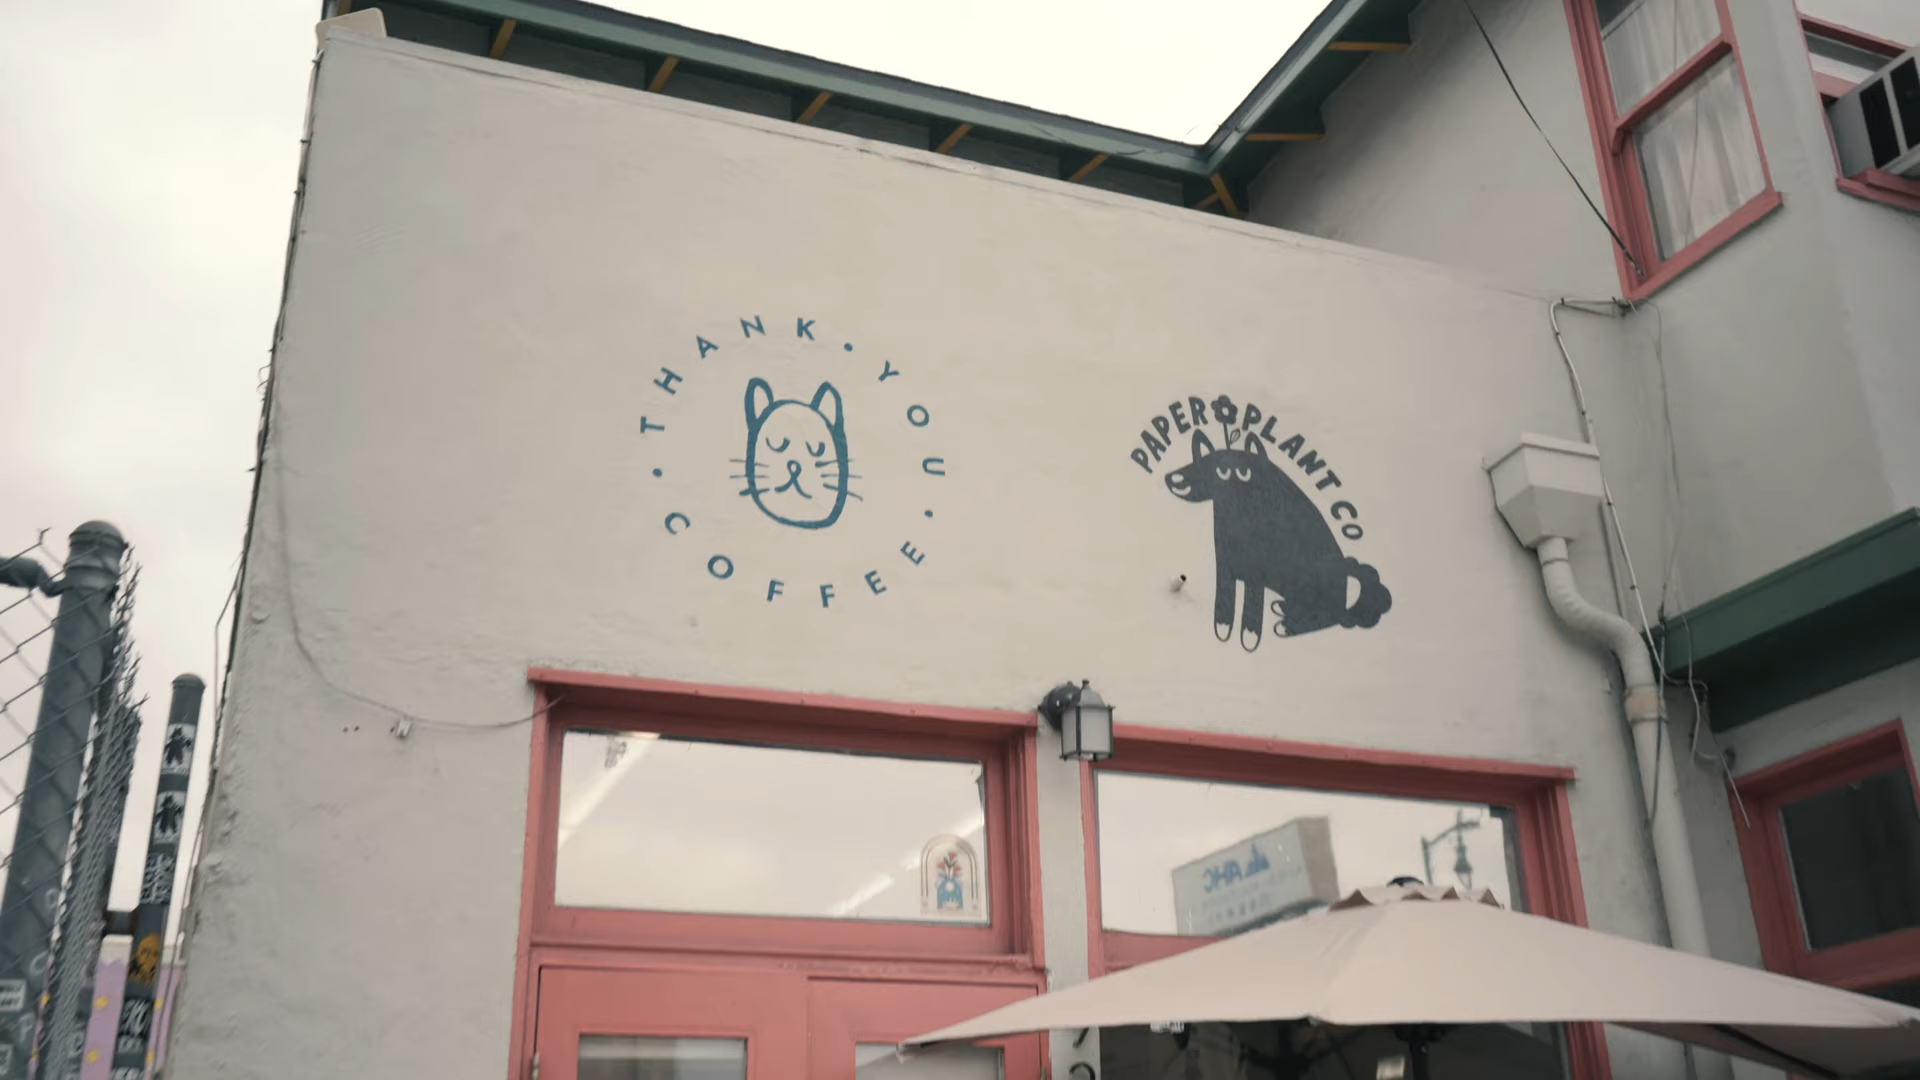 THANK • YOU • COFFEE •
PAPER PLANT CO